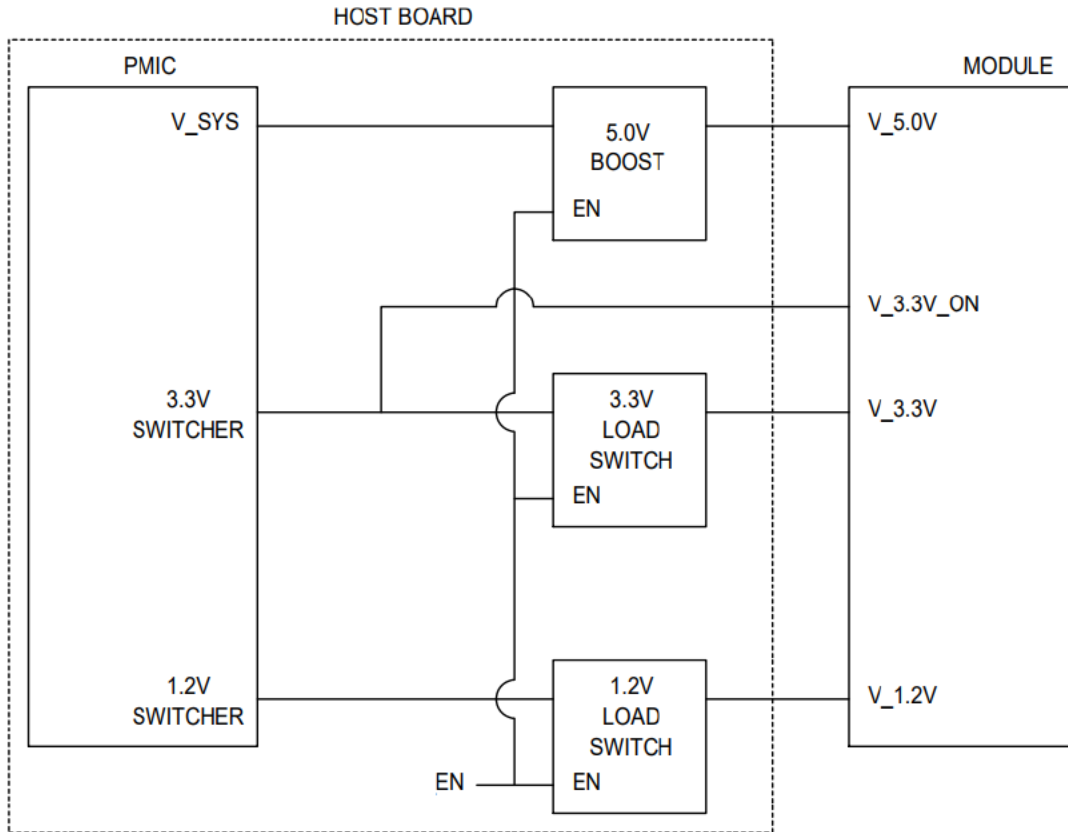 HOST BOARD
PMIC
MODULE
V_SYS
5.0V
BOOST
EN
V_5.0V
V_3.3V_ON
3.3V
SWITCHER
3.3V
LOAD
SWITCH
EN
V_3.3V
1.2V
SWITCHER
1.2V
LOAD
SWITCH
EN
V_1.2V
EN